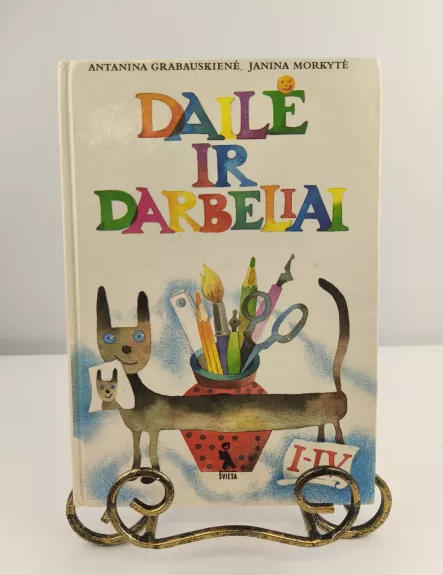 ANTANINA GRABAUSKIENĖ, JANINA MORKYTĖ
DAILĖ
IR
DARBELIAI
I-IV
ŠVIESA